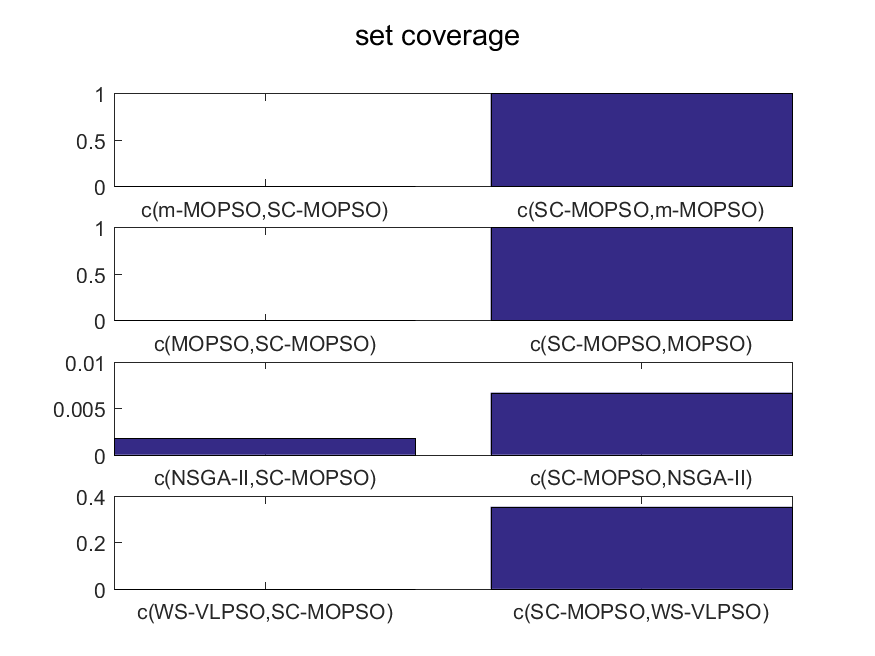 set coverage
1
0.5
0
c(m-MOPSO,SC-MOPSO) c(SC-MOPSO,m-MOPSO)
1
0.5
0
c(MOPSO,SC-MOPSO) c(SC-MOPSO,MOPSO)
0.01
0.005
0
c(NSGA-II,SC-MOPSO) c(SC-MOPSO,NSGA-II)
0.4
0.2
0
c(WS-VLPSO,SC-MOPSO) c(SC-MOPSO,WS-VLPSO)